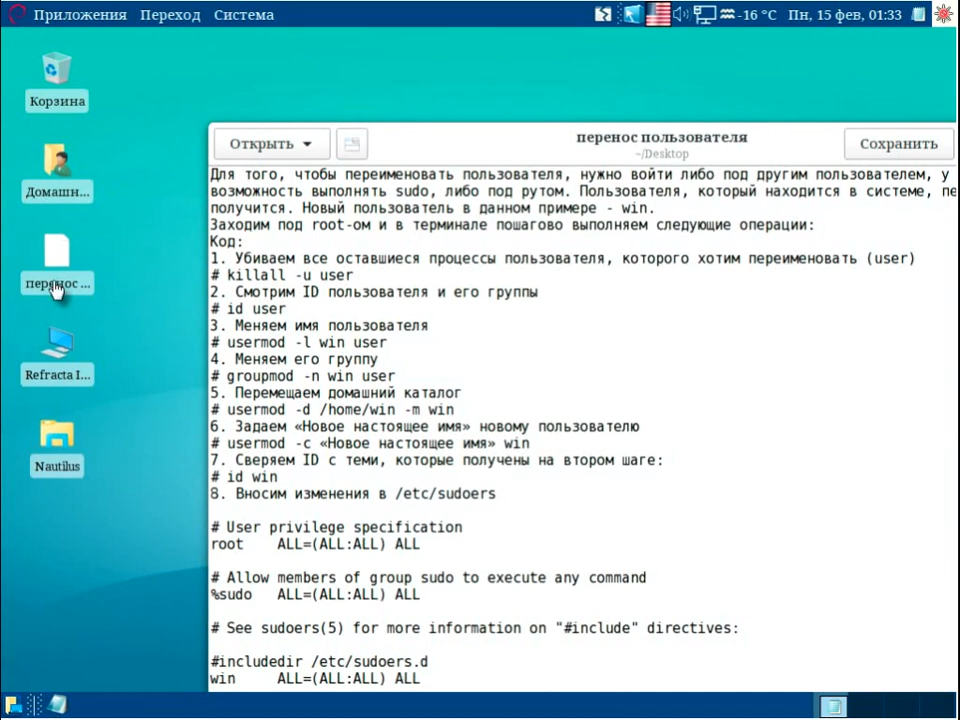 Приложения Переход Система
-16 °C Пн, 15 фев, 01:33
Корзина
Домашн...
перенос ...
Refracta I...
Nautilus
Открыть
перенос пользователя
~/Desktop
Сохранить
Для того, чтобы переименовать пользователя, нужно войти либо под другим пользователем, у
возможность выполнять sudo, либо под рутом. Пользователя, который находится в системе, пе
получится. Новый пользователь в данном примере - win.
Заходим под root-ом и в терминале пошагово выполняем следующие операции:
Код:
1. Убиваем все оставшиеся процессы пользователя, которого хотим переименовать (user)
# killall -u user
2. Смотрим ID пользователя и его группы
# id user
3. Меняем имя пользователя
# usermod -l win user
4. Меняем его группу
# groupmod -n win user
5. Перемещаем домашний каталог
# usermod -d /home/win -m win
6. Задаем «Новое настоящее имя» новому пользователю
# usermod -c «Новое настоящее имя» win
7. Сверяем ID с теми, которые получены на втором шаге:
# id win
8. Вносим изменения в /etc/sudoers
# User privilege specification
root ALL=(ALL:ALL) ALL
# Allow members of group sudo to execute any command
%sudo ALL=(ALL:ALL) ALL
# See sudoers(5) for more information on "#include" directives:
#includedir /etc/sudoers.d
win ALL=(ALL:ALL) ALL